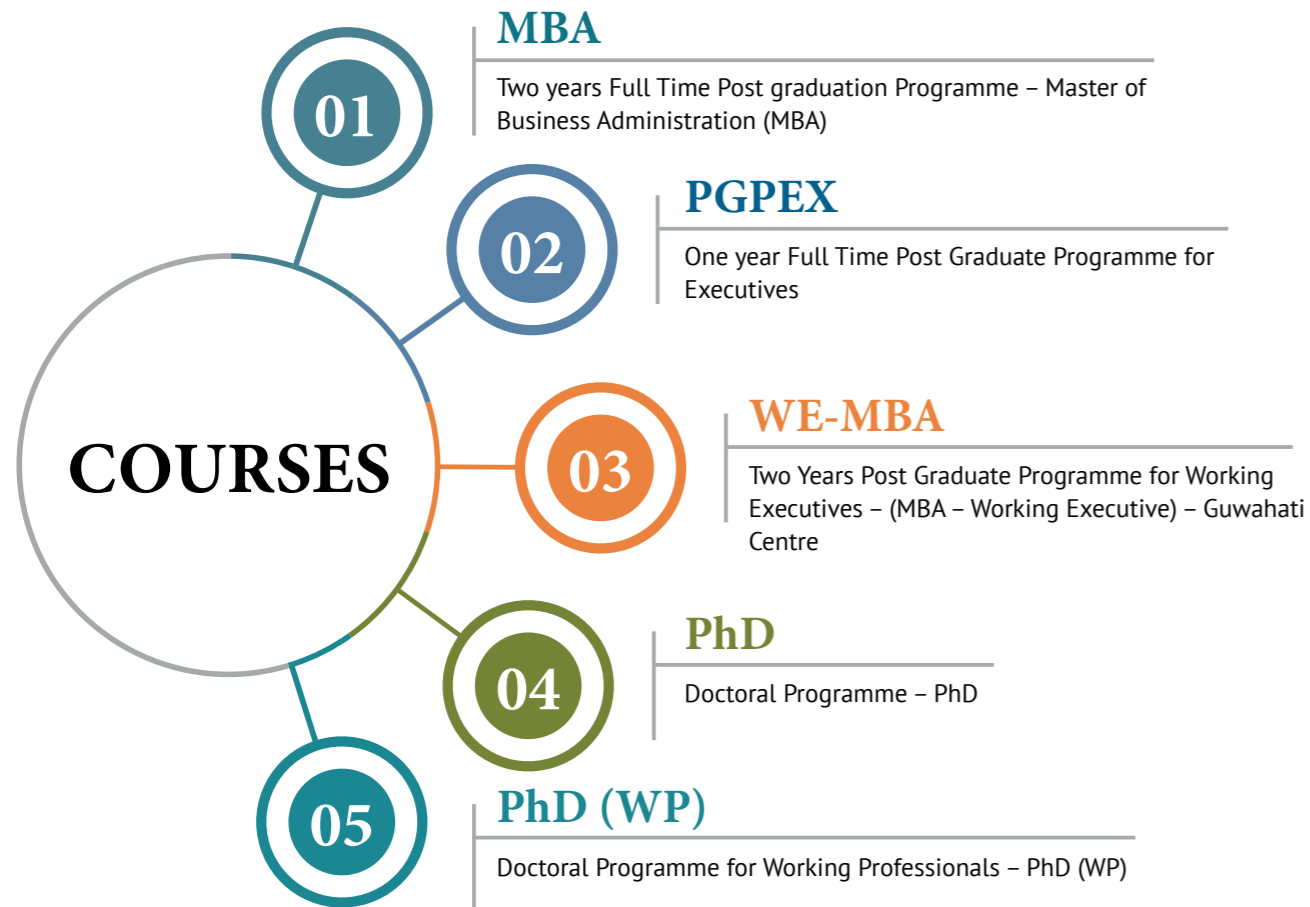 COURSES
01
MBA
Two years Full Time Post graduation Programme – Master of
Business Administration (MBA)
02
PGPEX
One year Full Time Post Graduate Programme for
Executives
03
WE-MBA
Two Years Post Graduate Programme for Working
Executives – (MBA – Working Executive) – Guwahati
Centre
04
PhD
Doctoral Programme – PhD
05
PhD (WP)
Doctoral Programme for Working Professionals – PhD (WP)